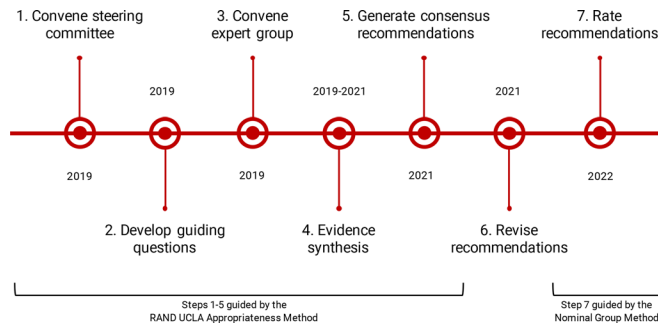 1. Convene steering
committee
3. Convene
expert group
5. Generate consensus
recommendations
7. Rate
recommendations
2019
2019-2021
2021
2019
2019
2021
2022
2. Develop guiding
questions
4. Evidence
synthesis
6. Revise
recommendations
Steps 1-5 guided by the
RAND UCLA Appropriateness Method
Step 7 guided by the
Nominal Group Method